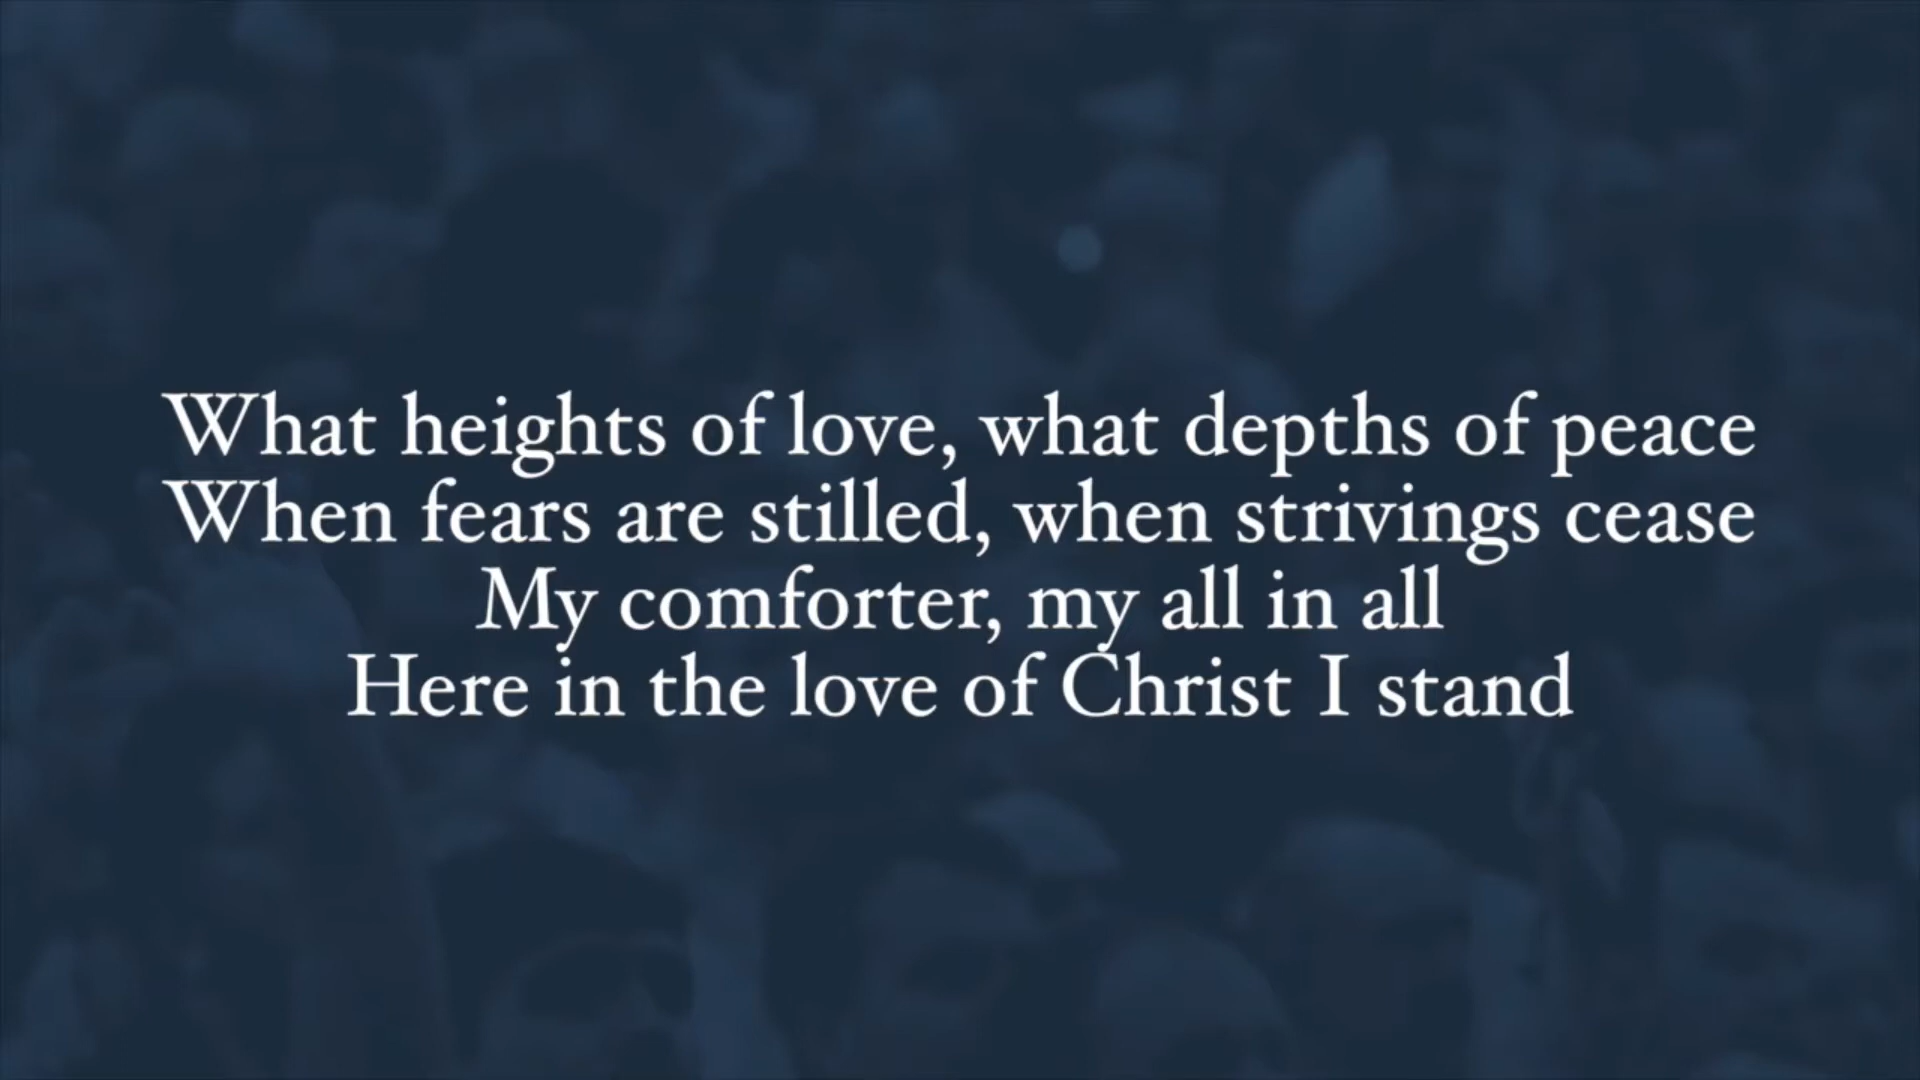 What heights of love, what depths of peace
When fears are stilled, when strivings cease
My comforter, my all in all
Here in the love of Christ I stand